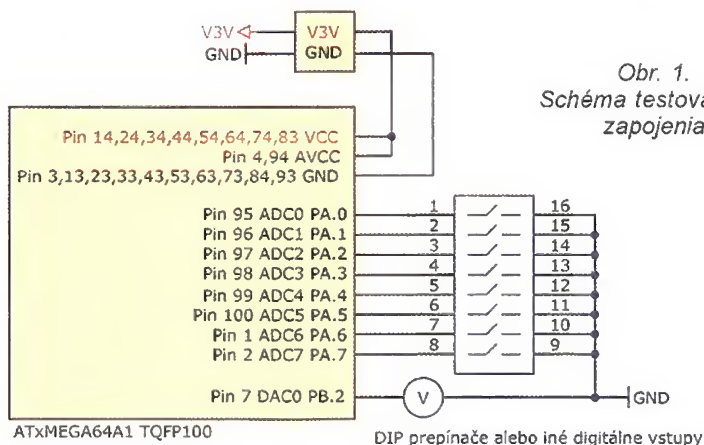 V3V V3V
GND GND
Obr. 1.
Schéma testova
zapojenia
Pin 14,24,34,44,54,64,74,83 VCC
Pin 4,94 AVCC
Pin 3,13,23,33,43,53,63,73,84,93 GND
Pin 95 ADC0 PA.0 1 16
Pin 96 ADC1 PA.1 2 15
Pin 97 ADC2 PA.2 3 14
Pin 98 ADC3 PA.3 4 13
Pin 99 ADC4 PA.4 5 12
Pin 100 ADC5 PA.5 6 11
Pin 1 ADC6 PA.6 7 10
Pin 2 ADC7 PA.7 8 9
Pin 7 DAC0 PB.2 V GND
ATxMEGA64A1 TQFP100
DIP prepínače alebo iné digitálne vstupy